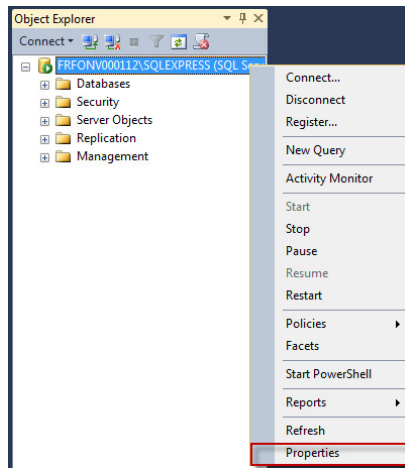 Object Explorer
Connect
FRFONV000112\SQLEXPRESS (SQL Ser
Databases
Security
Server Objects
Replication
Management
Connect...
Disconnect
Register...
New Query
Activity Monitor
Start
Stop
Pause
Resume
Restart
Policies
Facets
Start PowerShell
Reports
Refresh
Properties